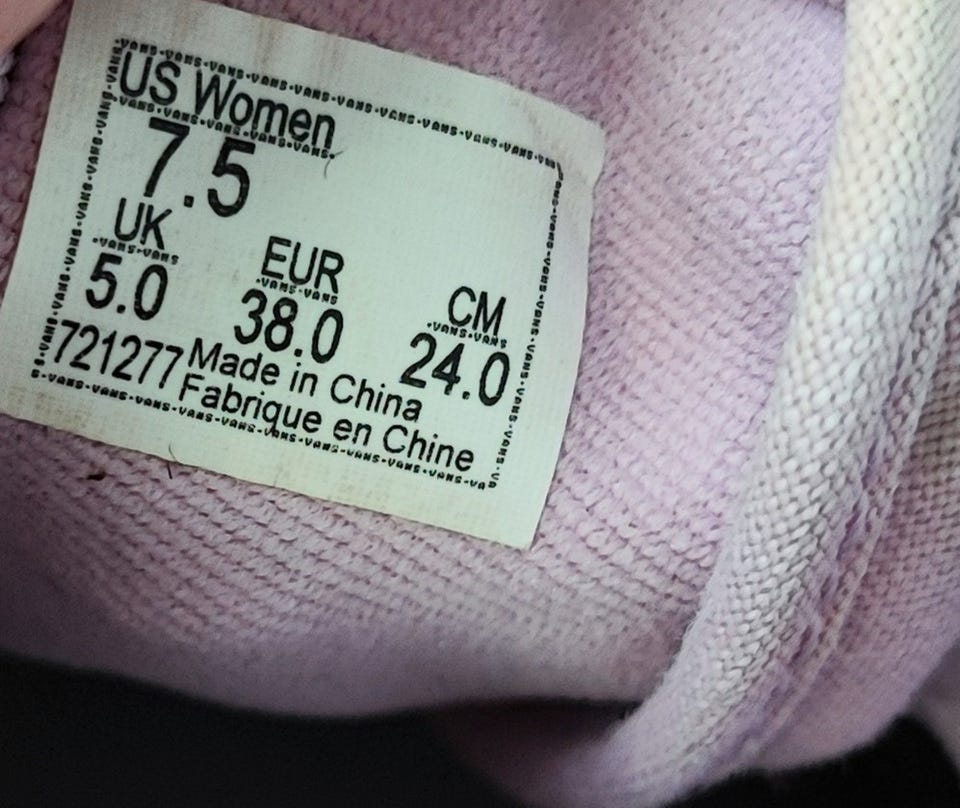 US Women
7.5
UK EUR CM
5.0 38.0 24.0
721277 Made in China
Fabrique en Chine
VANS